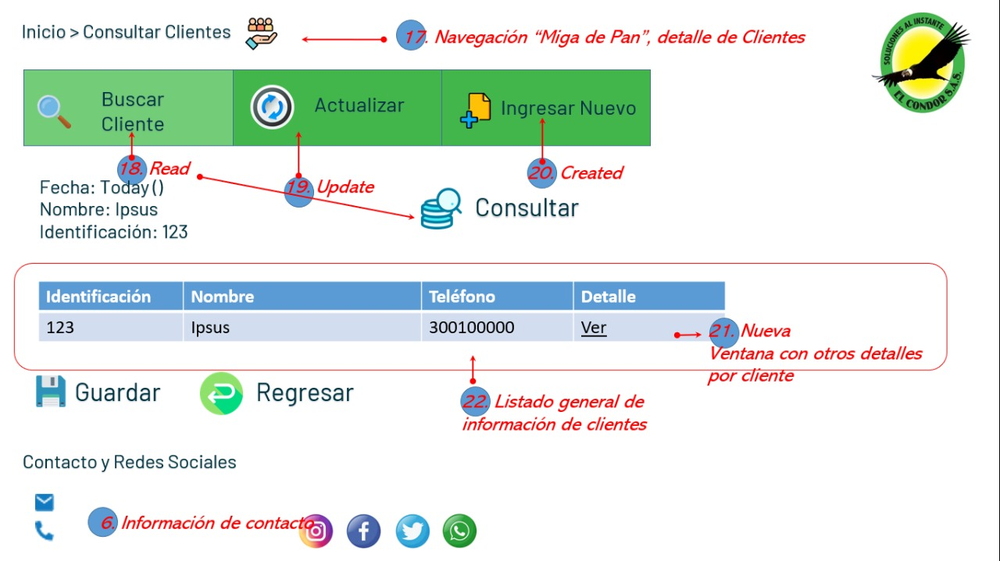 Inicio > Consultar Clientes
17. Navegación “Miga de Pan”, detalle de Clientes
SOLUCIONES AL INSTANTE
EL CONDOR S.A.S.
Buscar
Cliente
Actualizar
Ingresar Nuevo
18. Read
19. Update
20. Created
Fecha: Today()
Nombre: Ipsus
Identificación: 123
Consultar
Identificación Nombre Teléfono Detalle
123 Ipsus 300100000 Ver
21. Nueva
Ventana con otros detalles
por cliente
Guardar
Regresar
22. Listado general de
información de clientes
Contacto y Redes Sociales
6. Información de contacto